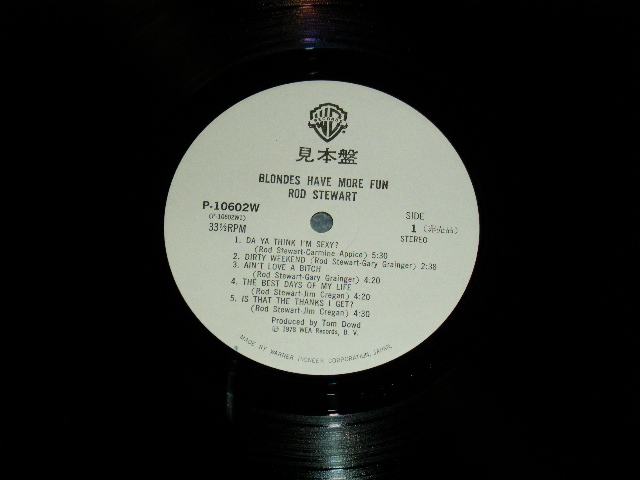 見本盤
BLONDES HAVE MORE FUN
ROD STEWART
P-10602W
(P-10602W1)
33⅓RPM
SIDE
1 (非売品)
STEREO
1. DA YA THINK I'M SEXY?
(Rod Stewart-Carmine Appice) 5:30
2. DIRTY WEEKEND (Rod Stewart-Gary Grainger) 2:38
3. AIN'T LOVE A BITCH
(Rod Stewart-Gary Grainger) 4:20
4. THE BEST DAYS OF MY LIFE
(Rod Stewart-Jim Cregan) 4:20
5. IS THAT THE THANKS I GET?
(Rod Stewart-Jim Cregan) 4:30
Produced by Tom Dowd
℗ 1978 WEA Records, B. V.
MADE BY WARNER PIONEER CORPORATION, JAPAN